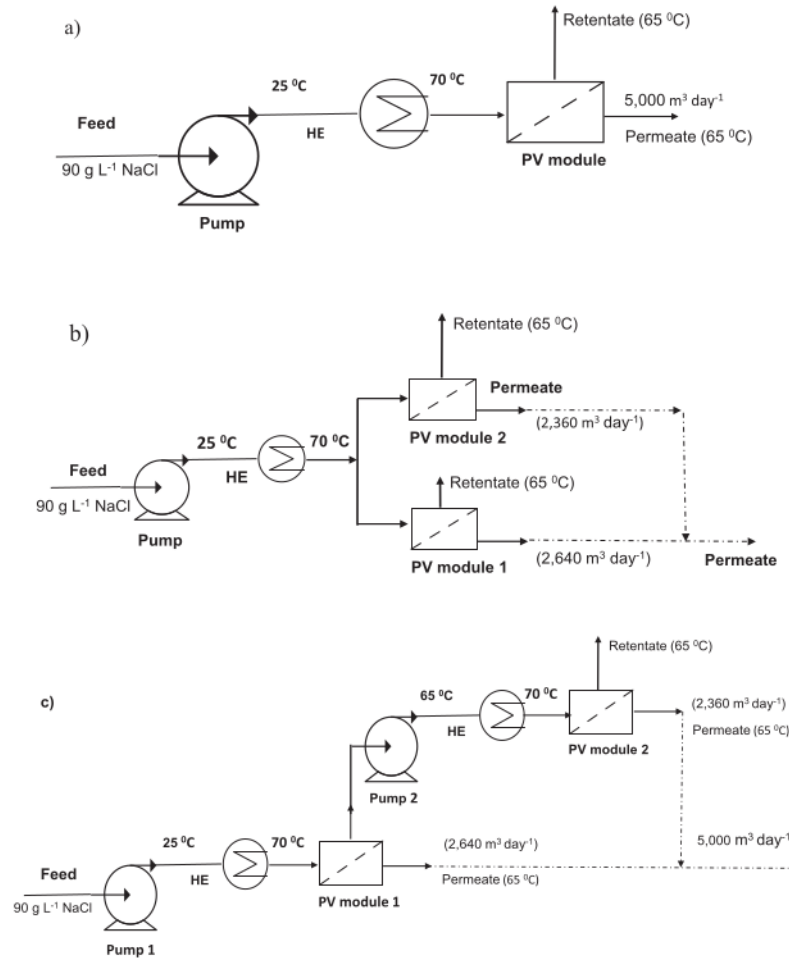 a)
Retentate (65 ⁰C)
25 ⁰C
70 ⁰C
5,000 m³ day⁻¹
Feed
HE
Permeate (65 ⁰C)
90 g L⁻¹ NaCl
PV module
Pump
b)
Retentate (65 ⁰C)
Permeate
25 ⁰C
70 ⁰C
(2,360 m³ day⁻¹)
PV module 2
Feed
HE
Retentate (65 ⁰C)
90 g L⁻¹ NaCl
Pump
(2,640 m³ day⁻¹)
PV module 1
Permeate
Retentate (65 ⁰C)
c)
65 ⁰C
70 ⁰C
(2,360 m³ day⁻¹)
HE
Permeate (65 ⁰C)
PV module 2
Pump 2
25 ⁰C
70 ⁰C
(2,640 m³ day⁻¹)
5,000 m³ day⁻¹
Feed
HE
Permeate (65 ⁰C)
90 g L⁻¹ NaCl
PV module 1
Pump 1